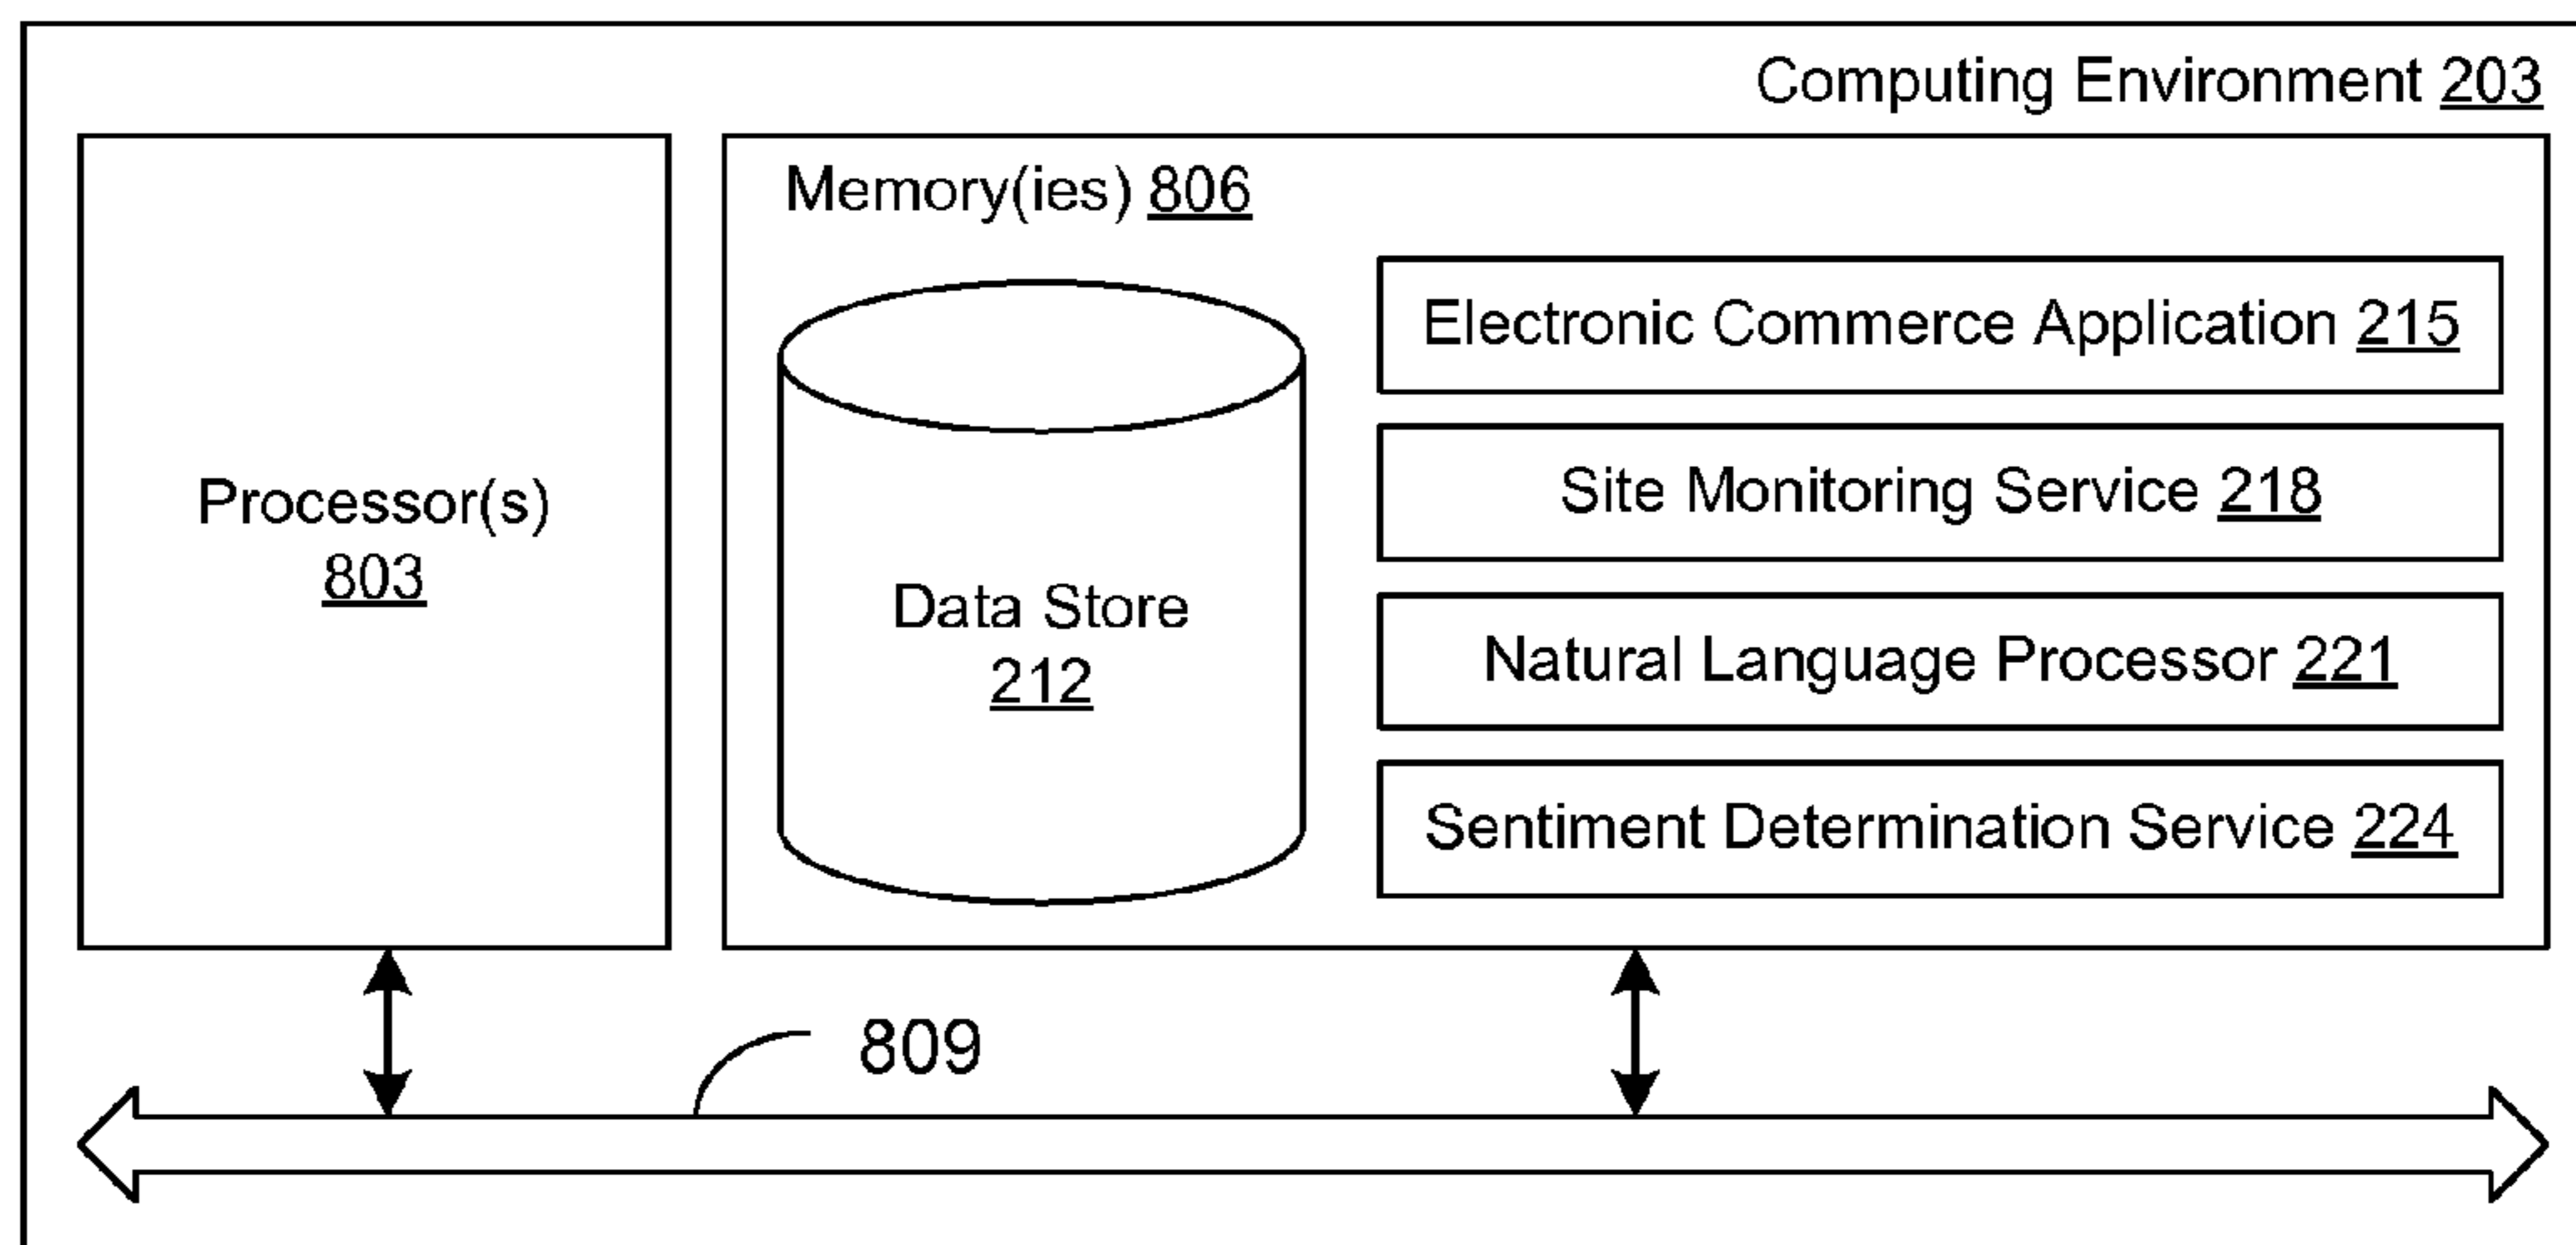 Computing Environment 203
Processor(s)
803
Memory(ies) 806
Data Store
212
Electronic Commerce Application 215
Site Monitoring Service 218
Natural Language Processor 221
Sentiment Determination Service 224
809